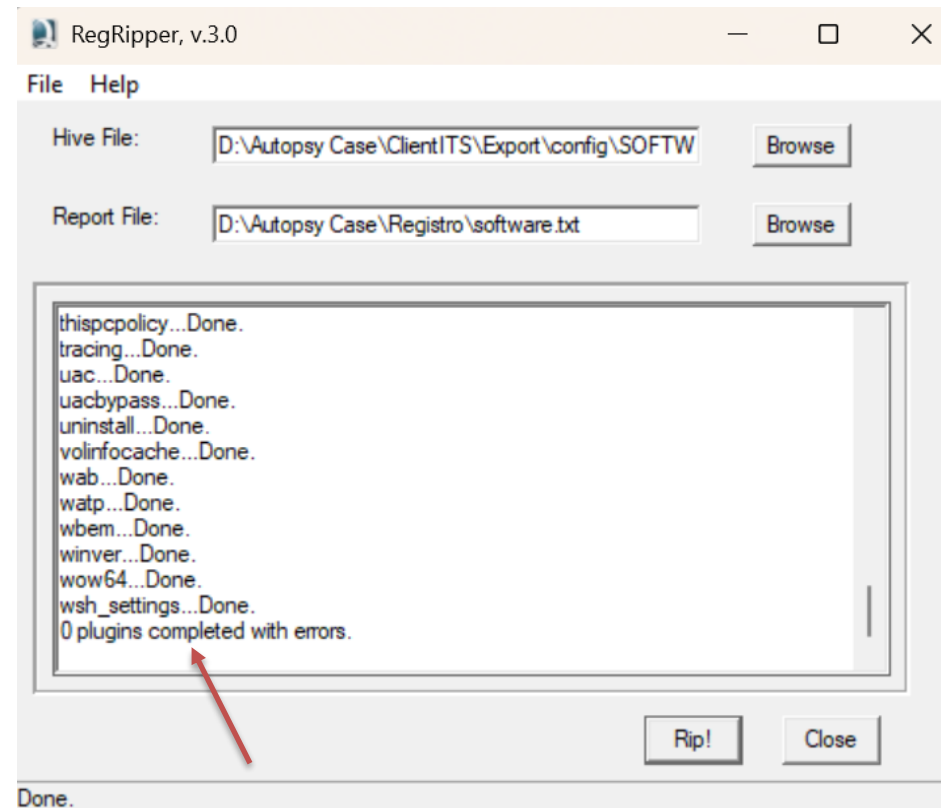 RegRipper, v.3.0
File Help
Hive File: D:\Autopsy Case\ClientITS\Export\config\SOFTW Browse
Report File: D:\Autopsy Case\Registro\software.txt Browse
thispcpolicy...Done.
tracing...Done.
uac...Done.
uacbypass...Done.
uninstall...Done.
volinfocache...Done.
wab...Done.
watp...Done.
wbem...Done.
winver...Done.
wow64...Done.
wsh_settings...Done.
0 plugins completed with errors.
Rip! Close
Done.